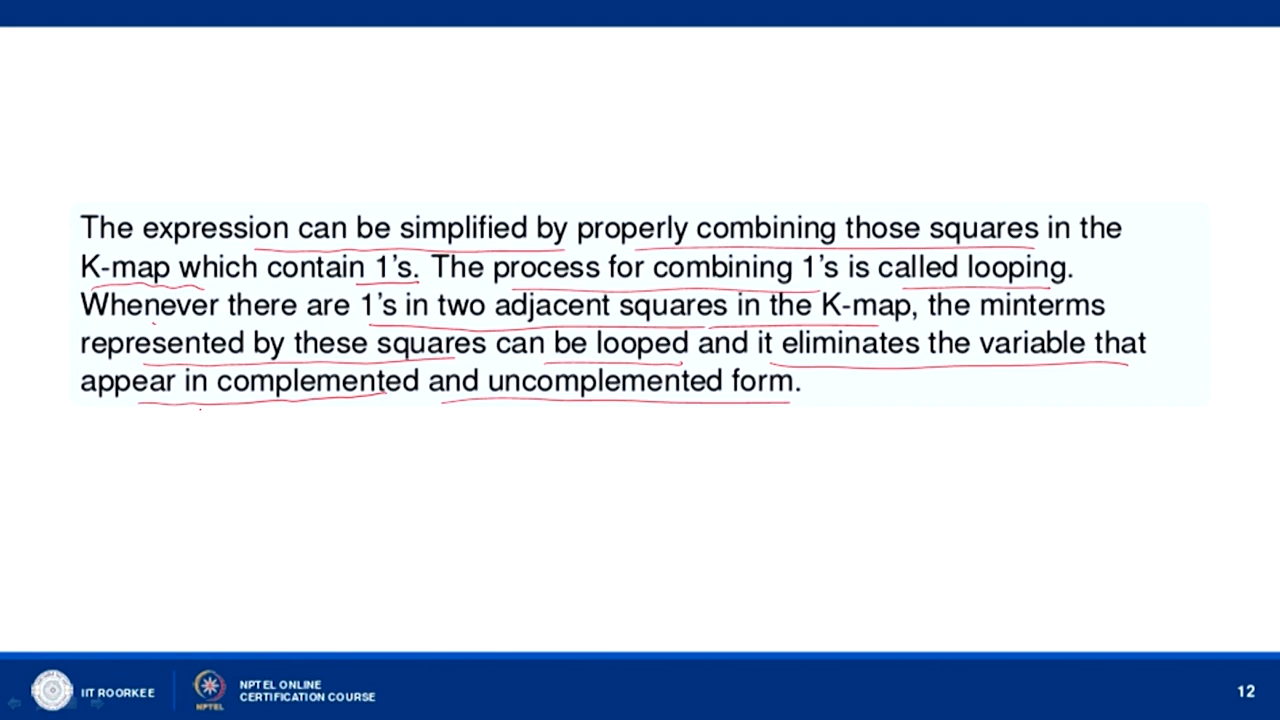 The expression can be simplified by properly combining those squares in the
K-map which contain 1’s. The process for combining 1’s is called looping.
Whenever there are 1’s in two adjacent squares in the K-map, the minterms
represented by these squares can be looped and it eliminates the variable that
appear in complemented and uncomplemented form.
IIT ROORKEE
NPTEL
NPTEL ONLINE
CERTIFICATION COURSE
12